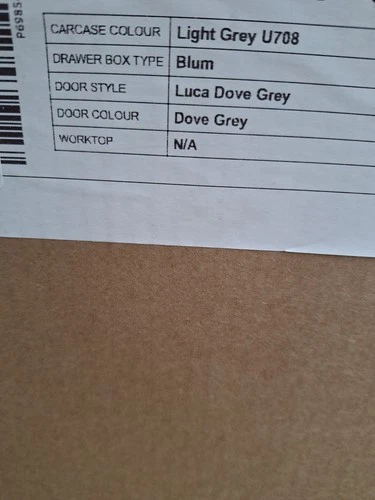 CARCASE COLOUR Light Grey U708
DRAWER BOX TYPE Blum
DOOR STYLE Luca Dove Grey
DOOR COLOUR Dove Grey
WORKTOP N/A